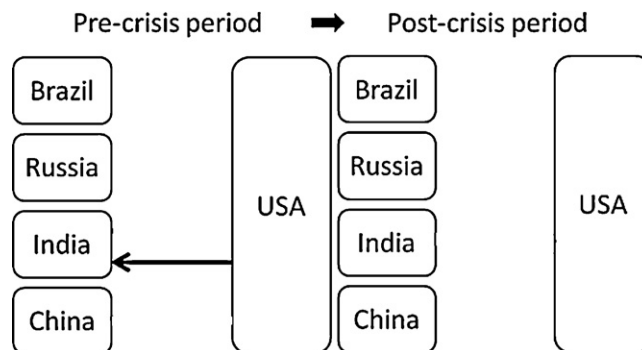 Pre-crisis period
Post-crisis period
Brazil
Russia
India
China
USA
Brazil
Russia
India
China
USA